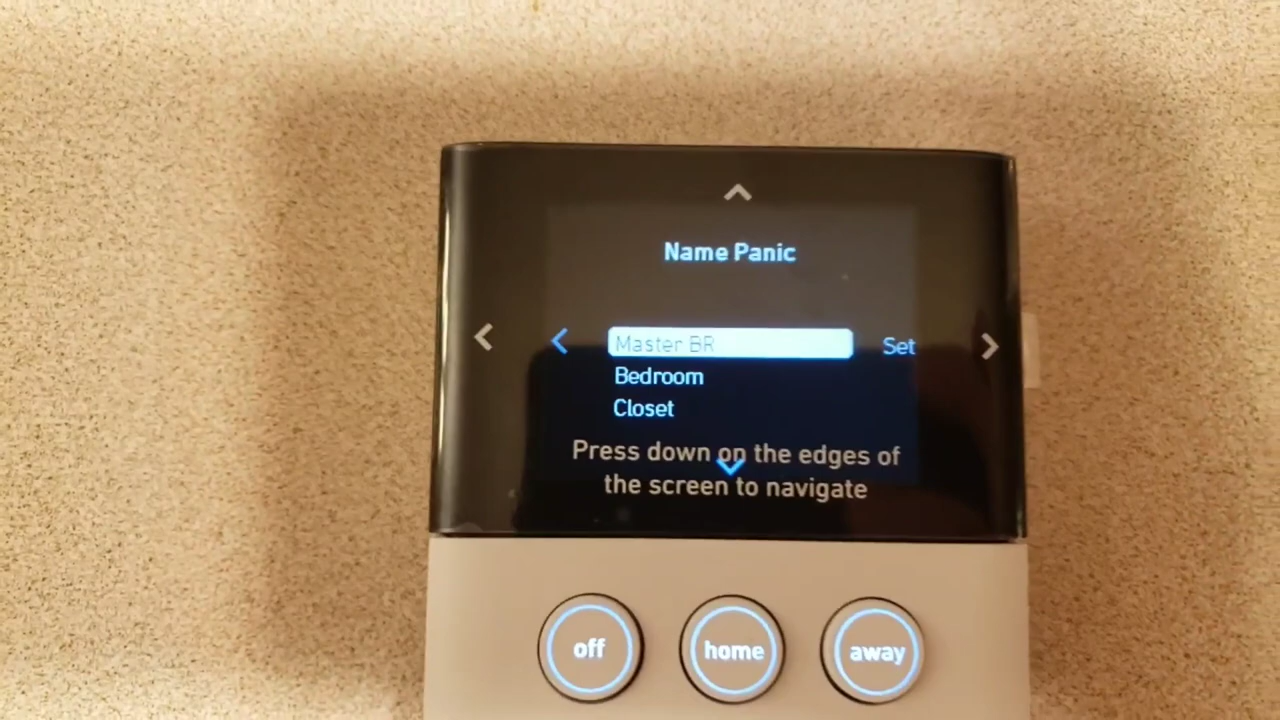 Name Panic
Master BR
Set
Bedroom
Closet
Press down on the edges of
the screen to navigate
off
home
away